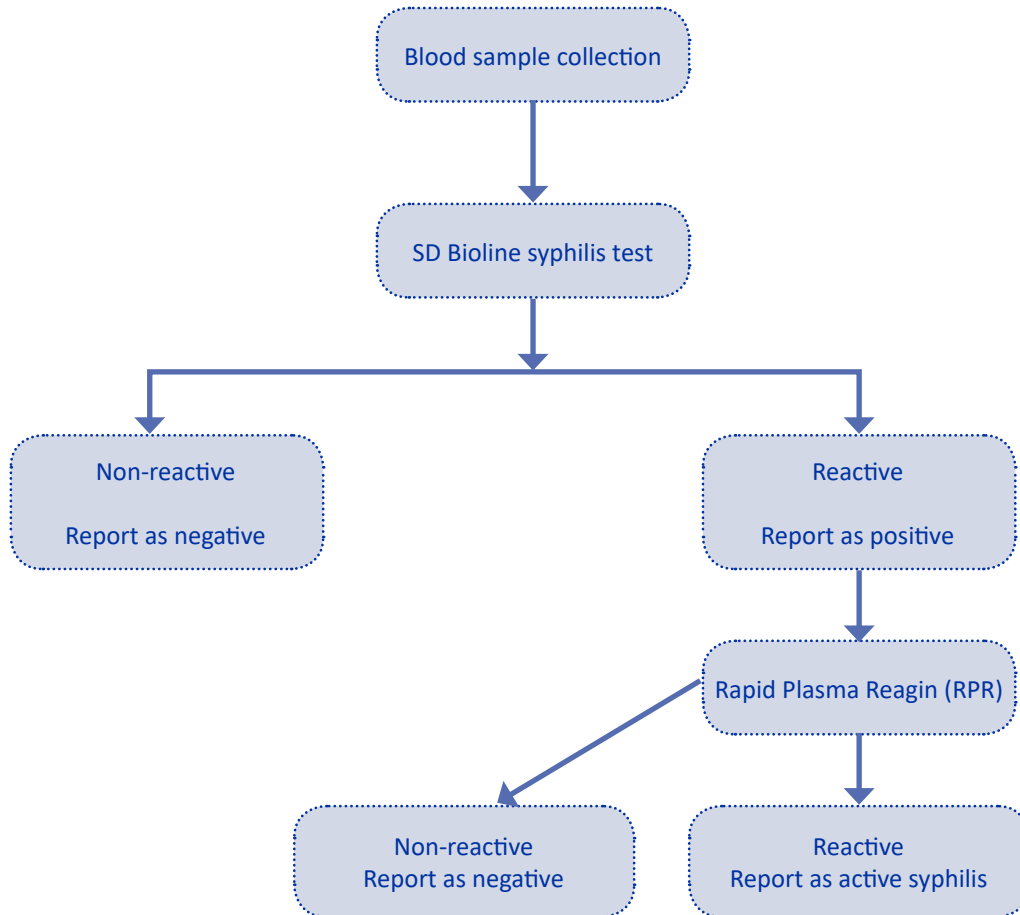 Blood sample collection
SD Bioline syphilis test
Non-reactive
Report as negative
Reactive
Report as positive
Rapid Plasma Reagin (RPR)
Non-reactive
Report as negative
Reactive
Report as active syphilis